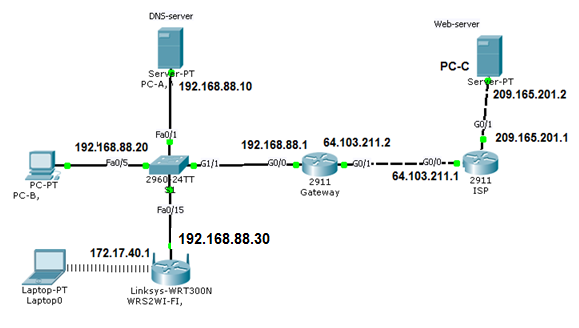 DNS-server
Server-PT
PC-A,
192.168.88.10
Web-server
PC-C
Server-PT
209.165.201.2
G0/1
209.165.201.1
Fa0/1
192.168.88.20
Fa0/5
PC-PT
PC-B,
2960-24TT
S1
G1/1
192.168.88.1
G0/0
64.103.211.2
G0/1
2911
Gateway
G0/0
64.103.211.1
2911
ISP
Fa0/15
192.168.88.30
172.17.40.1
Laptop-PT
Laptop0
Linksys-WRT300N
WRS2WI-FI,